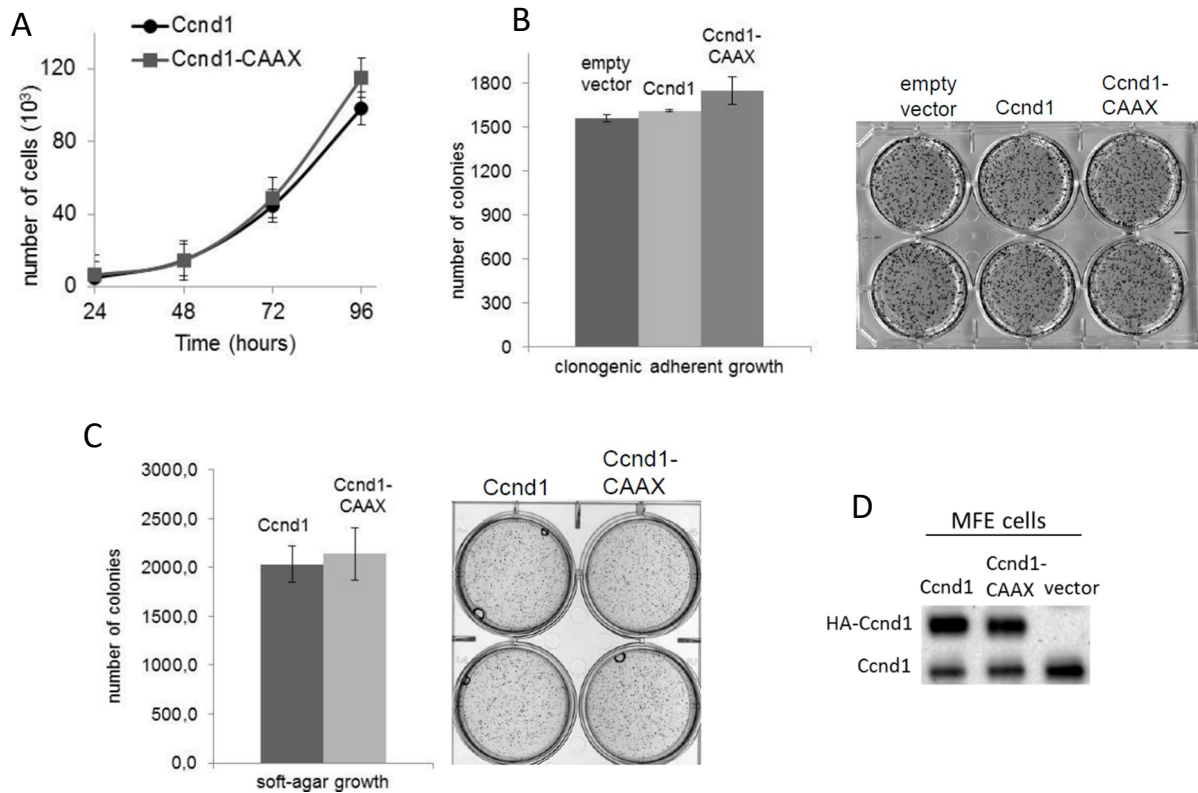 A
Ccnd1
Ccnd1-CAAX
number of cells (10³)
120
80
40
0
24
48
72
96
Time (hours)
B
number of colonies
1800
1500
1200
900
600
300
0
empty
vector
Ccnd1
Ccnd1-
CAAX
clonogenic adherent growth
empty
vector
Ccnd1
Ccnd1-
CAAX
C
number of colonies
3000,0
2500,0
2000,0
1500,0
1000,0
500,0
0,0
Ccnd1
Ccnd1-
CAAX
soft-agar growth
Ccnd1
Ccnd1-
CAAX
D
MFE cells
Ccnd1
Ccnd1-
CAAX
vector
HA-Ccnd1
Ccnd1